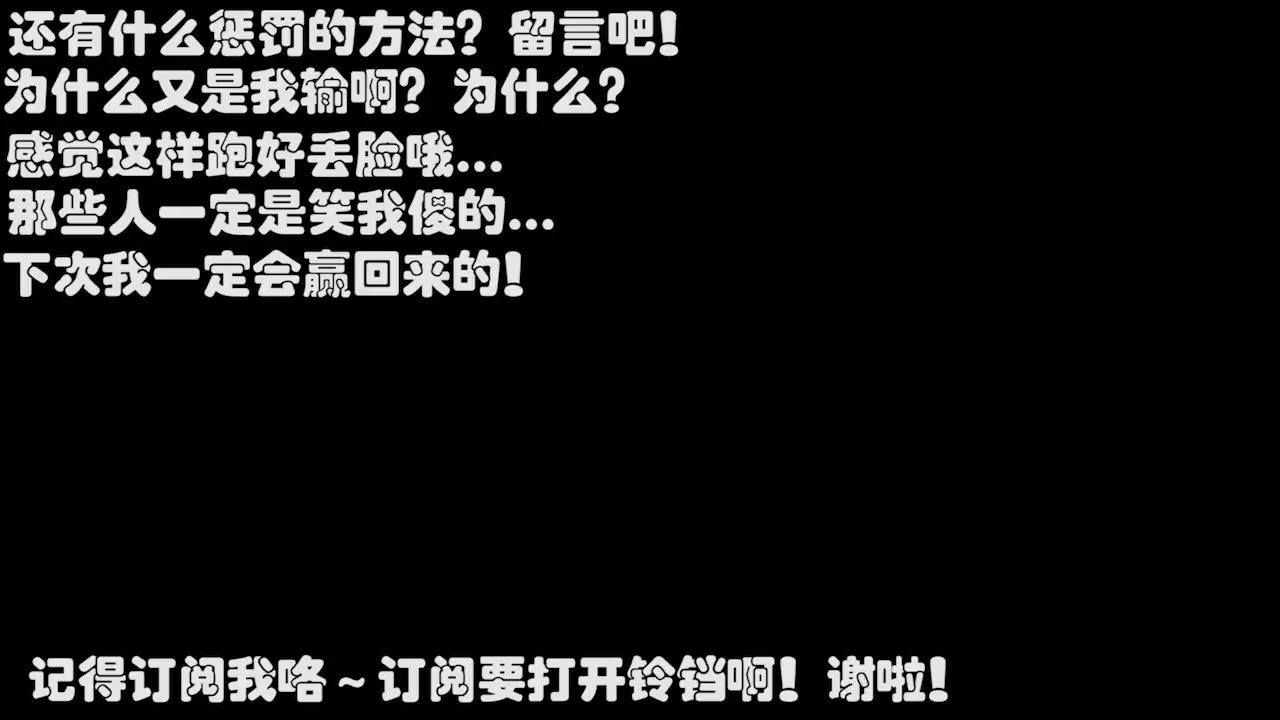 还有什么惩罚的方法？留言吧！
为什么又是我输啊？为什么？
感觉这样跑好丢脸哦...
那些人一定是笑我傻的...
下次我一定会赢回来的！
记得订阅我咯～订阅要打开铃铛啊！谢啦！